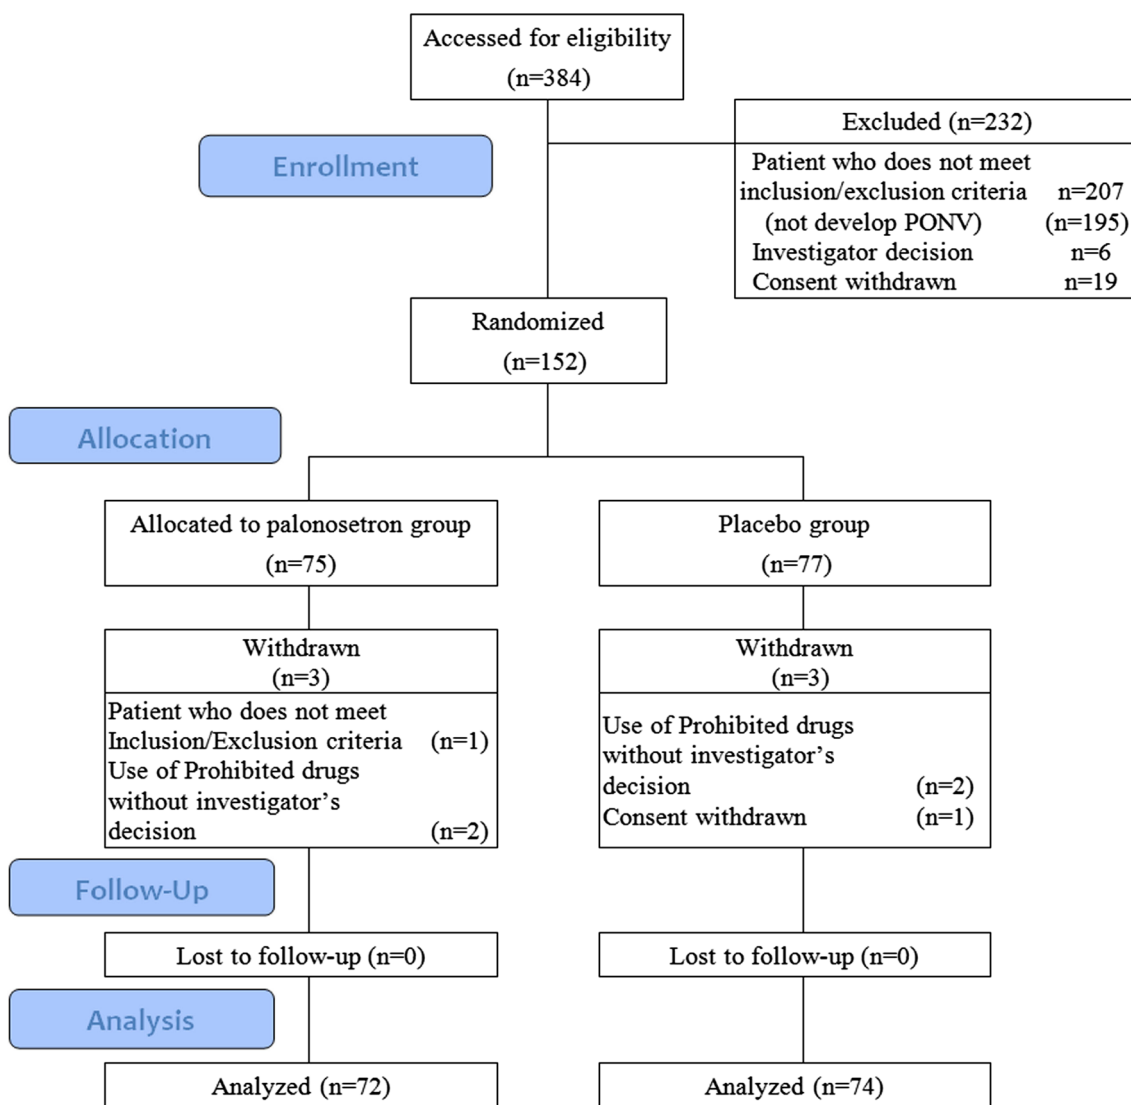 Accessed for eligibility
(n=384)
Excluded (n=232)
Enrollment
Patient who does not meet
inclusion/exclusion criteria n=207
(not develop PONV) (n=195)
Investigator decision n=6
Consent withdrawn n=19
Randomized
(n=152)
Allocation
Allocated to palonosetron group
(n=75)
Placebo group
(n=77)
Withdrawn
(n=3)
Patient who does not meet
Inclusion/Exclusion criteria (n=1)
Use of Prohibited drugs
without investigator's
decision (n=2)
Withdrawn
(n=3)
Use of Prohibited drugs
without investigator's
decision (n=2)
Consent withdrawn (n=1)
Follow-Up
Lost to follow-up (n=0)
Lost to follow-up (n=0)
Analysis
Analyzed (n=72)
Analyzed (n=74)